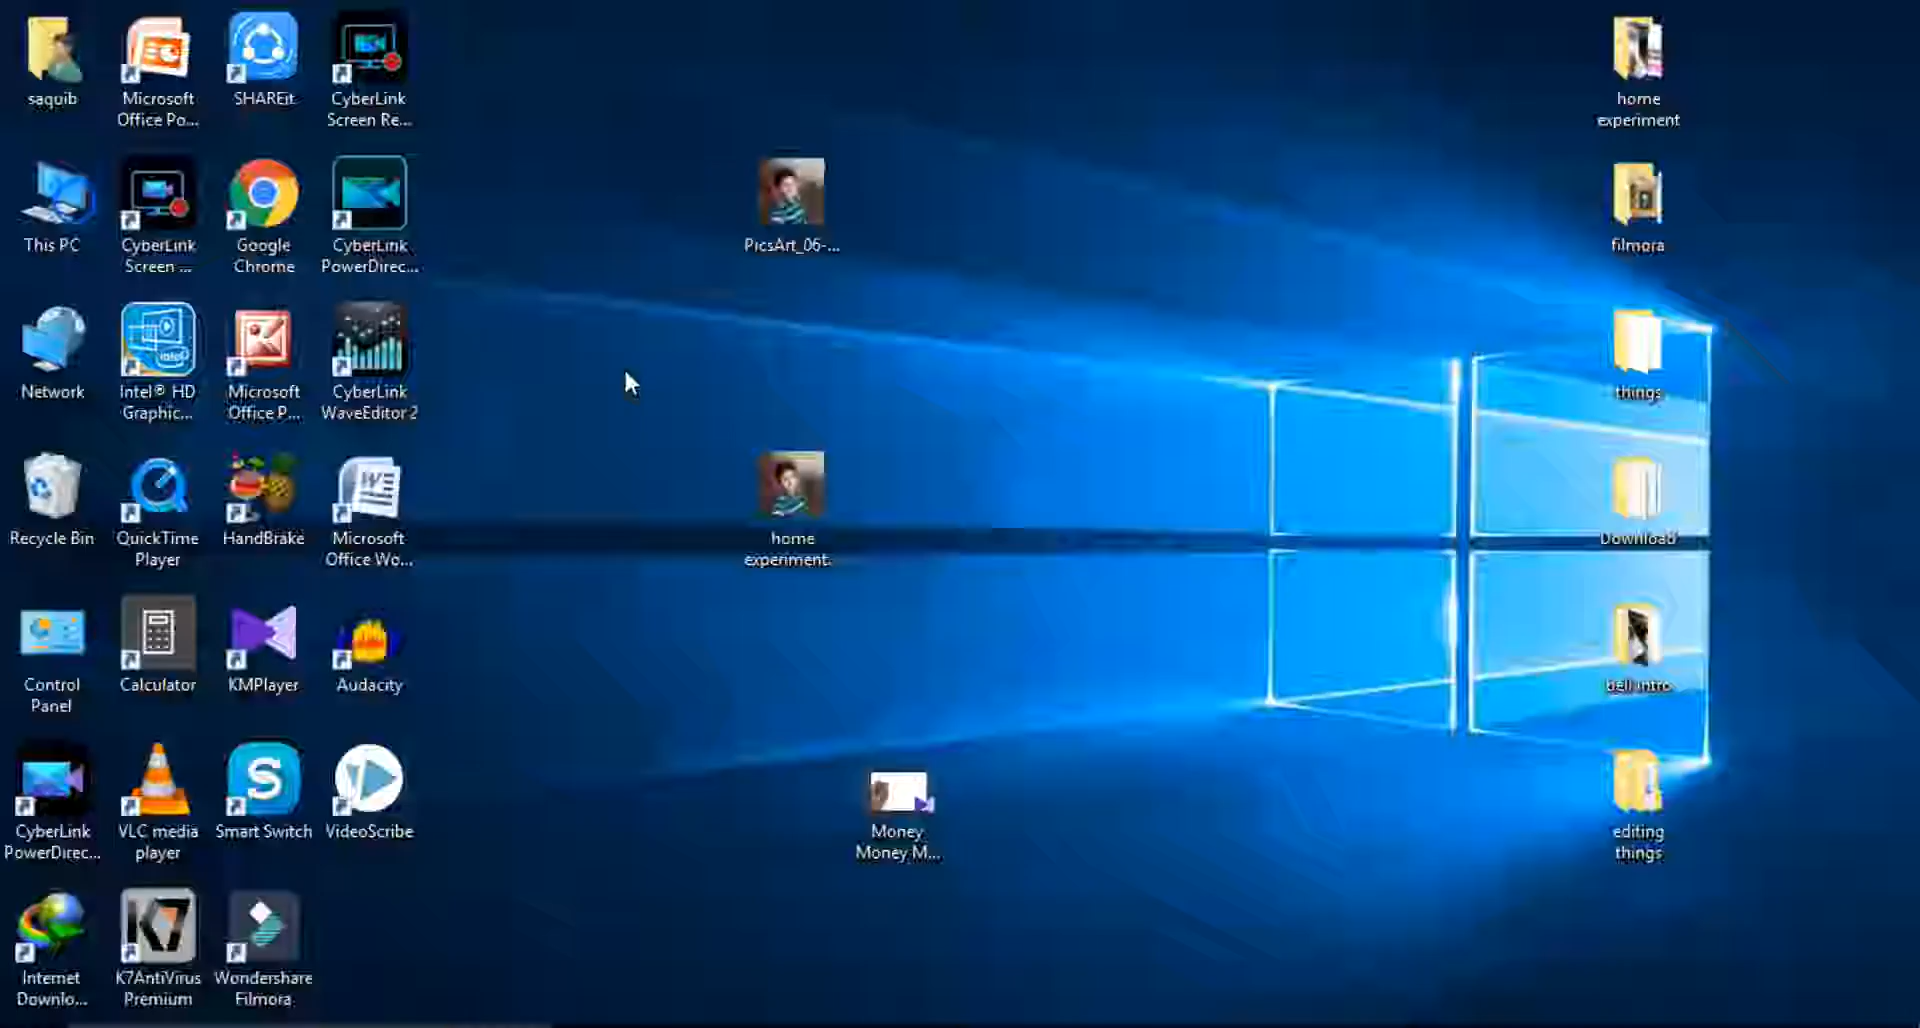 saquib
Microsoft
Office Po...
SHAREit
CyberLink
Screen Re...
home
experiment
This PC
CyberLink
Screen ...
Google
Chrome
CyberLink
PowerDirec...
PicsArt_06-...
filmora
Network
Intel® HD
Graphic...
Microsoft
Office P...
CyberLink
WaveEditor 2
things
Recycle Bin
QuickTime
Player
HandBrake
Microsoft
Office Wo...
home
experiment.
Download
Control
Panel
Calculator
KMPlayer
Audacity
bell intro
CyberLink
PowerDirec...
VLC media
player
Smart Switch
VideoScribe
Money
Money M...
editing
things
Internet
Downlo...
K7AntiVirus
Premium
Wondershare
Filmora